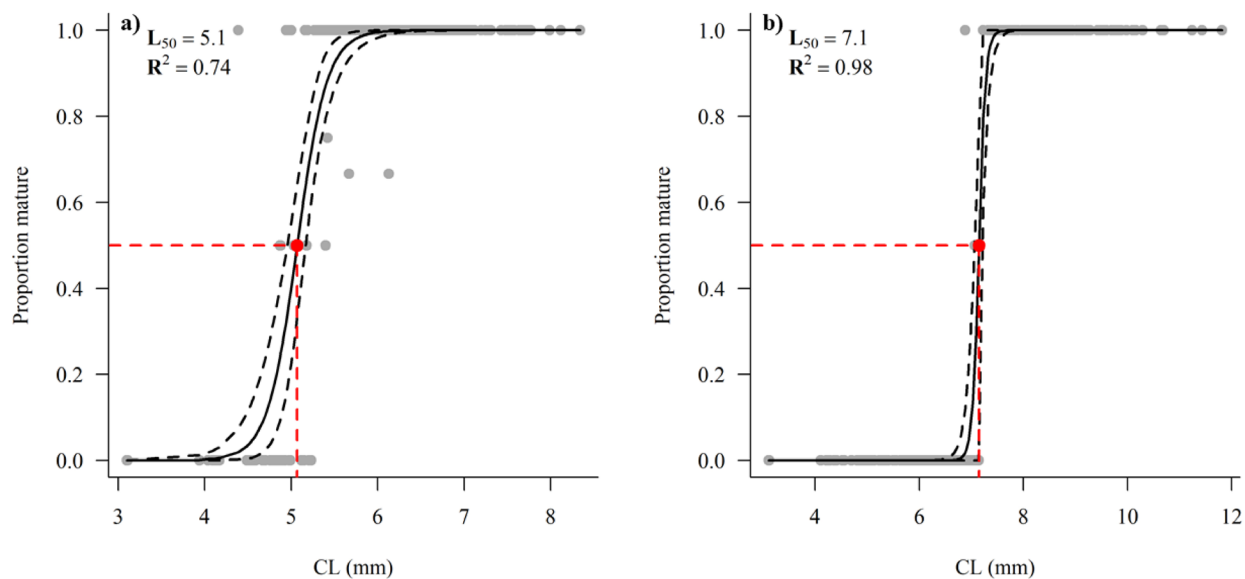 a)
L50 = 5.1
R² = 0.74
1.0
0.8
0.6
0.4
0.2
0.0
Proportion mature
3 4 5 6 7 8
CL (mm)
b)
L50 = 7.1
R² = 0.98
1.0
0.8
0.6
0.4
0.2
0.0
Proportion mature
4 6 8 10 12
CL (mm)